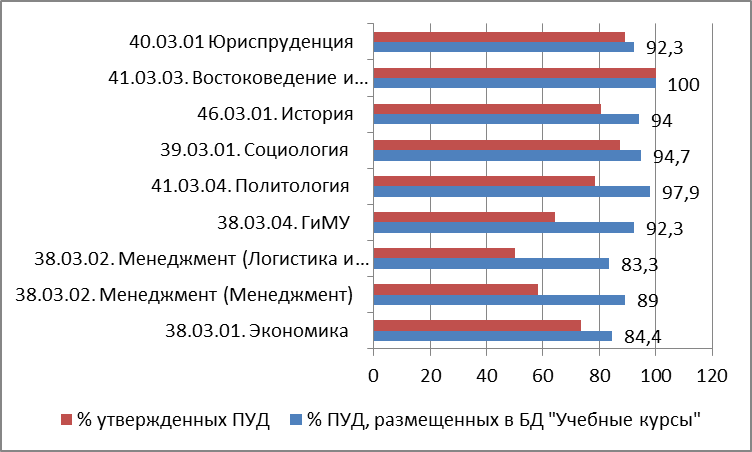 40.03.01 Юриспруденция 92,3
41.03.03. Востоковедение и... 100
46.03.01. История 94
39.03.01. Социология 94,7
41.03.04. Политология 97,9
38.03.04. ГиМУ 92,3
38.03.02. Менеджмент (Логистика и... 83,3
38.03.02. Менеджмент (Менеджмент) 89
38.03.01. Экономика 84,4
0 20 40 60 80 100 120
% утвержденных ПУД % ПУД, размещенных в БД "Учебные курсы"